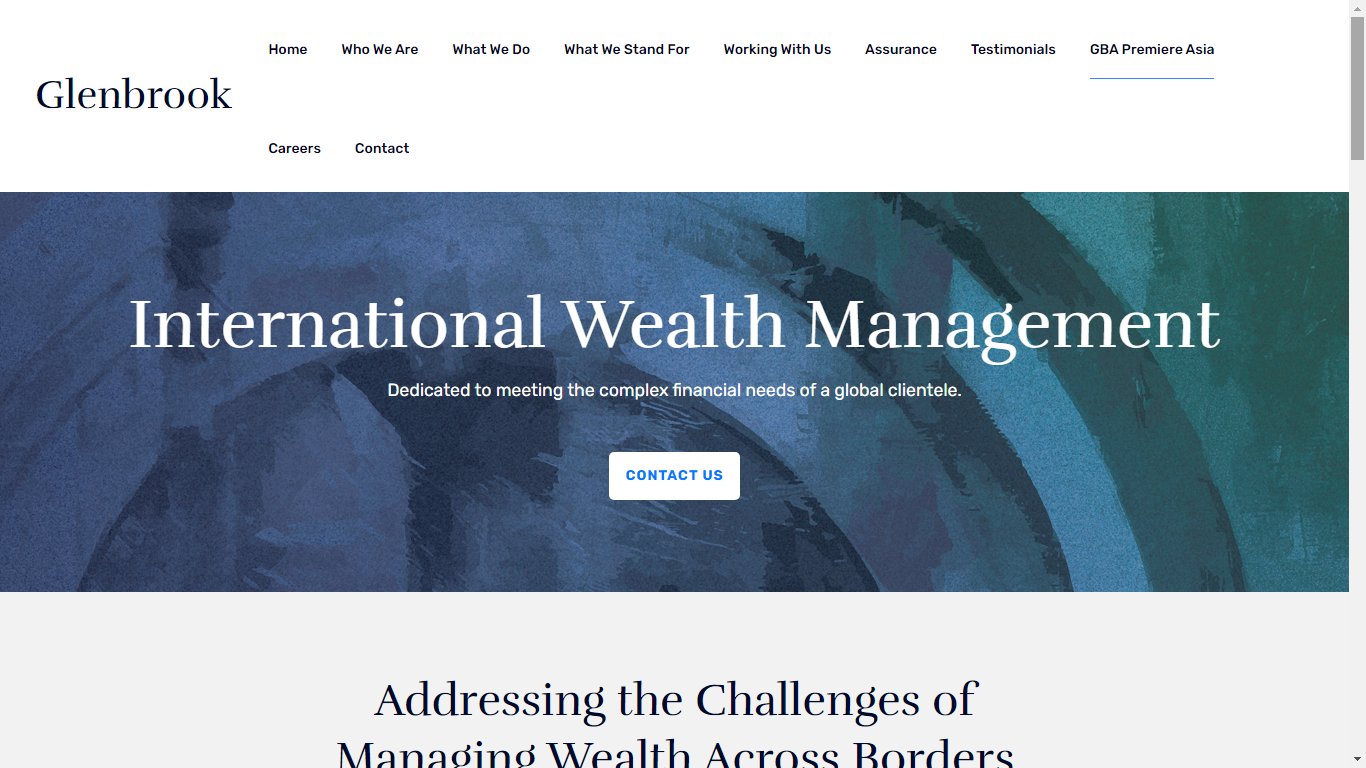 Glenbrook
Home
Who We Are
What We Do
What We Stand For
Working With Us
Assurance
Testimonials
GBA Premiere Asia
Careers
Contact
International Wealth Management
Dedicated to meeting the complex financial needs of a global clientele.
CONTACT US
Addressing the Challenges of
Managing Wealth Across Borders